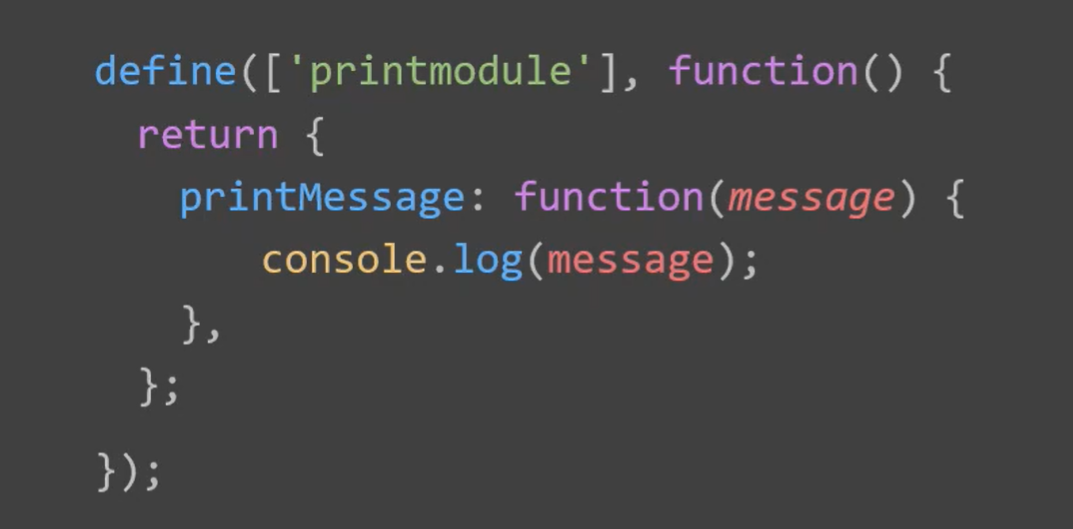 define(['printmodule'], function() {
  return {
    printMessage: function(message) {
        console.log(message);
    },
  };
});